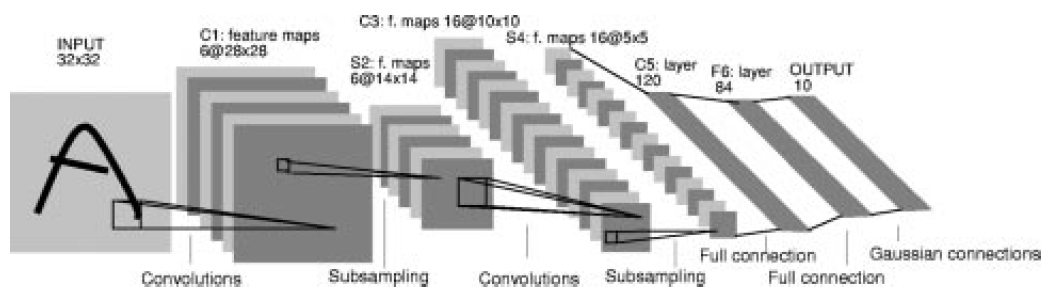 INPUT
32x32
C1: feature maps
6@28x28
S2: f. maps
6@14x14
C3: f. maps 16@10x10
S4: f. maps 16@5x5
C5: layer
120
F6: layer
84
OUTPUT
10
A
Convolutions
Subsampling
Convolutions
Subsampling
Full connection
Full connection
Gaussian connections